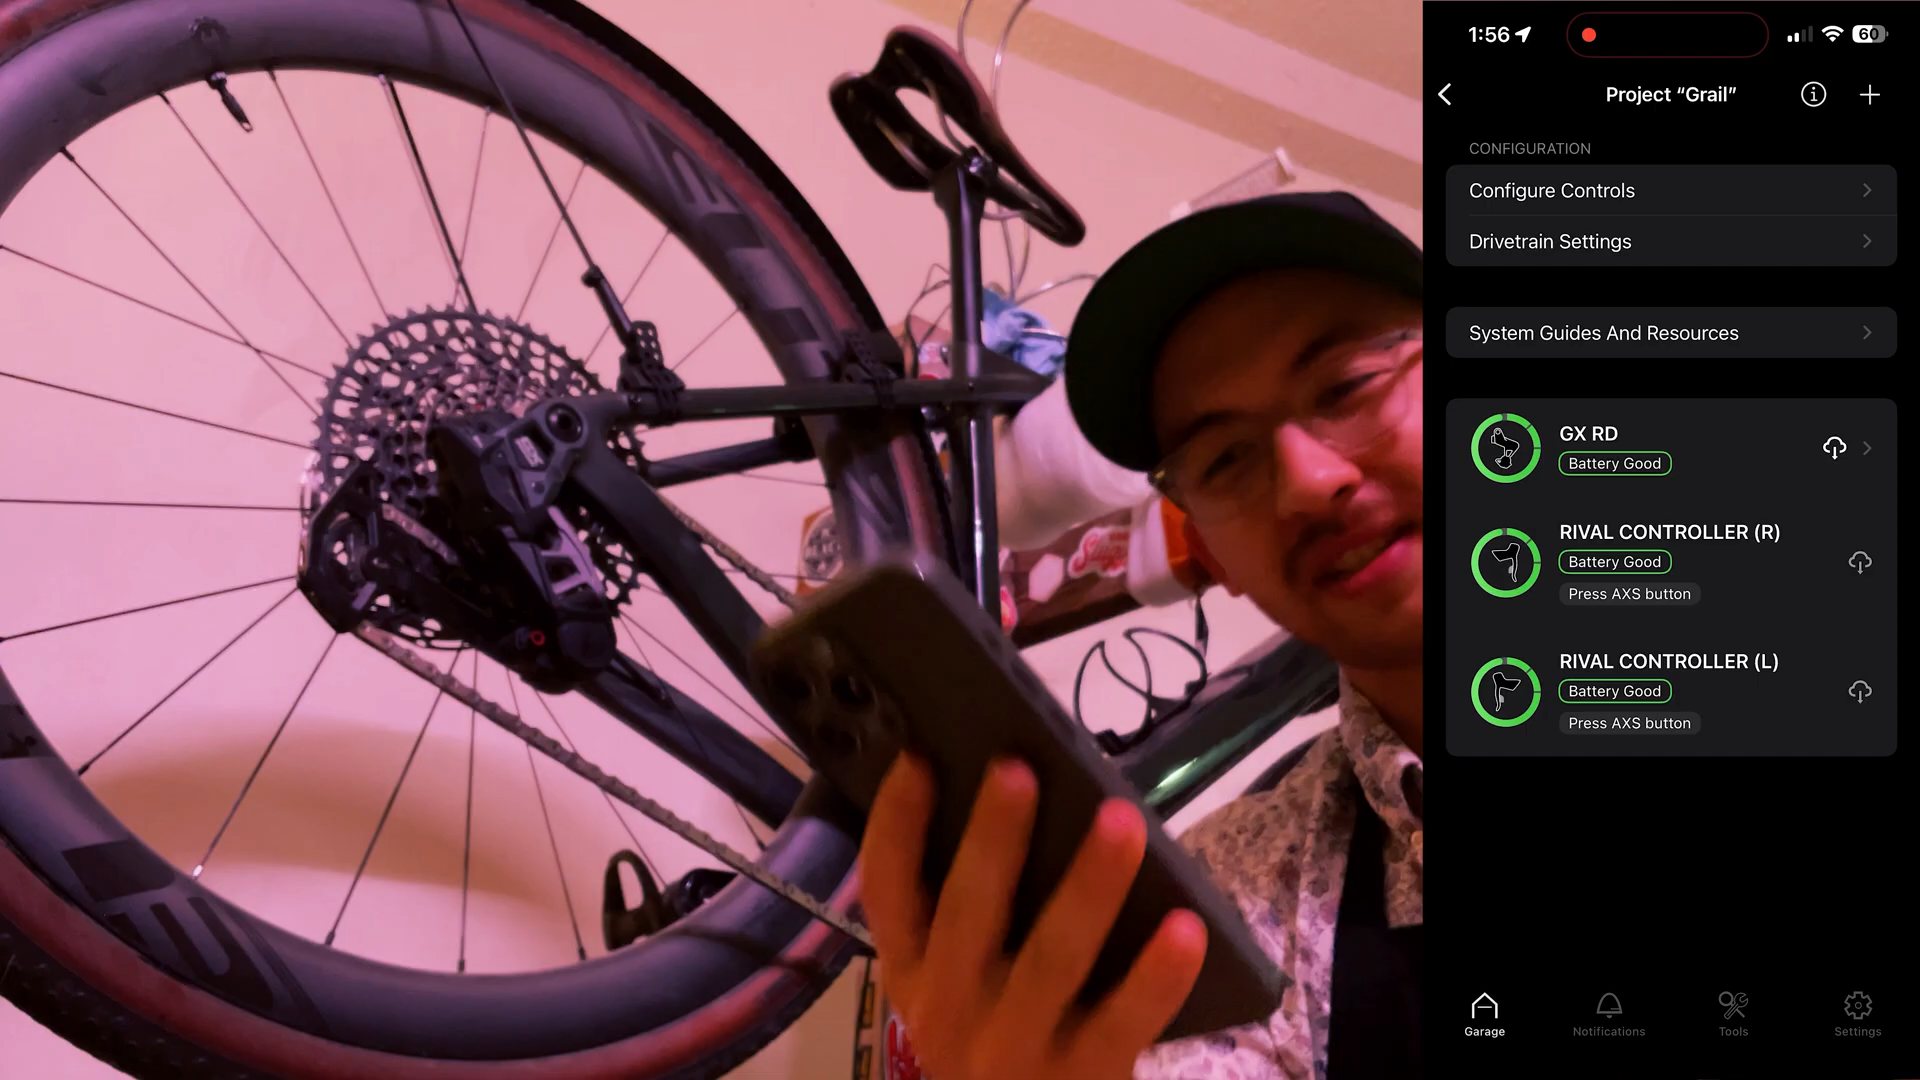 1:56
60
Project “Grail”
CONFIGURATION
Configure Controls
Drivetrain Settings
System Guides And Resources
GX RD
Battery Good
RIVAL CONTROLLER (R)
Battery Good
Press AXS button
RIVAL CONTROLLER (L)
Battery Good
Press AXS button
Garage
Notifications
Tools
Settings